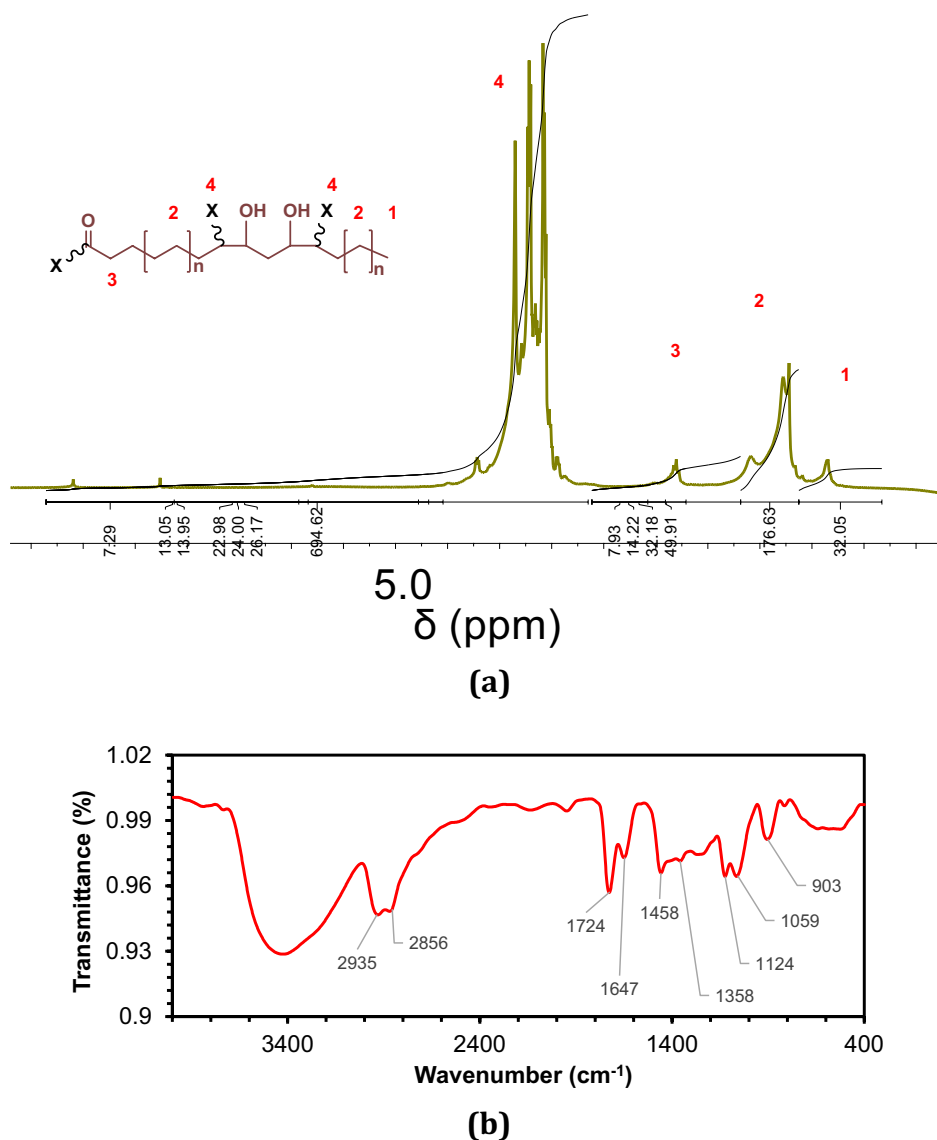 4
4 4
2 X OH OH X 2 1
O
n n
X
3
2
3
1
7.29 13.05 13.95 22.98 24.00 26.17 694.62 7.93 14.22 32.18 49.91 176.63 32.05
5.0
δ (ppm)
(a)
1.02
0.99
0.96
0.93
0.9
Transmittance (%)
2935
2856
1724
1647
1458
1358
1124
1059
903
3400 2400 1400 400
Wavenumber (cm-1)
(b)